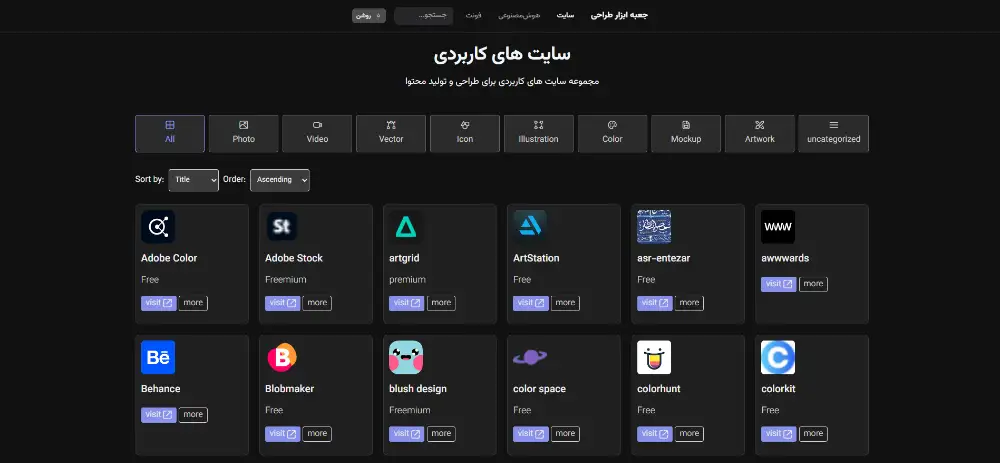 جعبه ابزار طراحی سایت هوش‌مصنوعی فونت جستجو... روشن
سایت های کاربردی
مجموعه سایت های کاربردی برای طراحی و تولید محتوا
All Photo Video Vector Icon Illustration Color Mockup Artwork uncategorized
Sort by: Title Order: Ascending
St WWW
Adobe Color Adobe Stock artgrid ArtStation asr-entezar awwwards
Free Freemium premium Free Free
visit more visit more visit more visit more visit more visit more
Bē B C
Behance Blobmaker blush design color space colorhunt colorkit
Free Freemium Free Free Free
visit more visit more visit more visit more visit more visit more